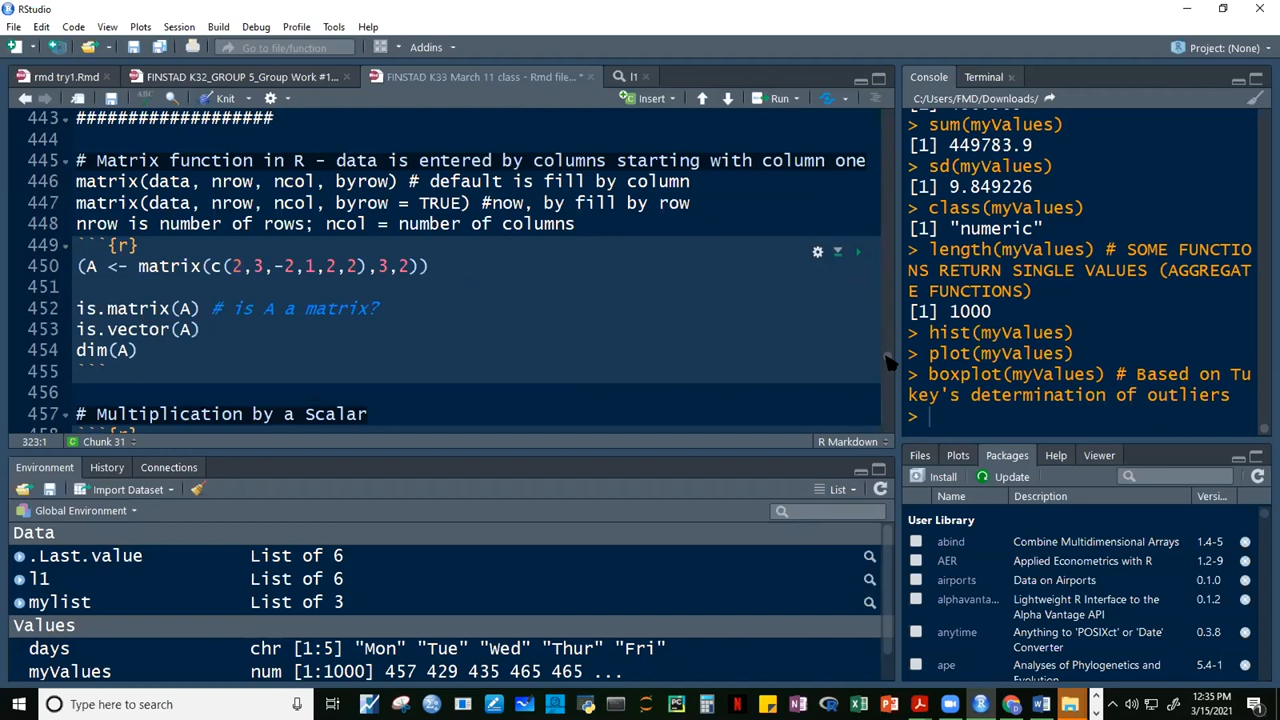 RStudio
File Edit Code View Plots Session Build Debug Profile Tools Help
Go to file/function Addins Project: (None)
rmd try1.Rmd FINSTAD K32_GROUP 5_Group Work #1... FINSTAD K33 March 11 class - Rmd file...* l1
Knit Insert Run
443 ###################
444
445 # Matrix function in R - data is entered by columns starting with column one
446 matrix(data, nrow, ncol, byrow) # default is fill by column
447 matrix(data, nrow, ncol, byrow = TRUE) #now, by fill by row
448 nrow is number of rows; ncol = number of columns
449 ```{r}
450 (A <- matrix(c(2,3,-2,1,2,2),3,2))
451
452 is.matrix(A) # is A a matrix?
453 is.vector(A)
454 dim(A)
455 ```
456
457 # Multiplication by a Scalar
323:1 Chunk 31 R Markdown
Console Terminal
C:/Users/FMD/Downloads/
> sum(myValues)
[1] 449783.9
> sd(myValues)
[1] 9.849226
> class(myValues)
[1] "numeric"
> length(myValues) # SOME FUNCTIO
NS RETURN SINGLE VALUES (AGGREGAT
E FUNCTIONS)
[1] 1000
> hist(myValues)
> plot(myValues)
> boxplot(myValues) # Based on Tu
key's determination of outliers
>
Environment History Connections
Import Dataset List
Global Environment
Data
.Last.value List of 6
l1 List of 6
mylist List of 3
Values
days chr [1:5] "Mon" "Tue" "Wed" "Thur" "Fri"
myValues num [1:1000] 457 429 435 465 465 ...
Files Plots Packages Help Viewer
Install Update
Name Description Versi...
User Library
abind Combine Multidimensional Arrays 1.4-5
AER Applied Econometrics with R 1.2-9
airports Data on Airports 0.1.0
alphavanta... Lightweight R Interface to the
Alpha Vantage API 0.1.2
anytime Anything to 'POSIXct' or 'Date'
Converter 0.3.8
ape Analyses of Phylogenetics and
Evolution 5.4-1
Type here to search
12:35 PM
3/15/2021